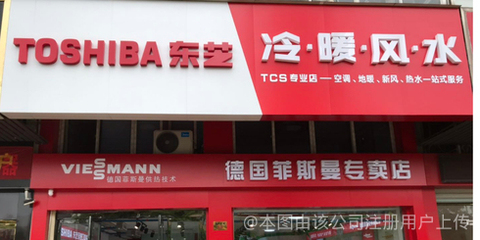 TOSHIBA 东芝
冷·暖·风·水
TCS专业店—空调、地暖、新风、热水一站式服务
VIESSMANN
德国菲斯曼供热技术
德国菲斯曼专卖店
@本图由该公司注册用户上传